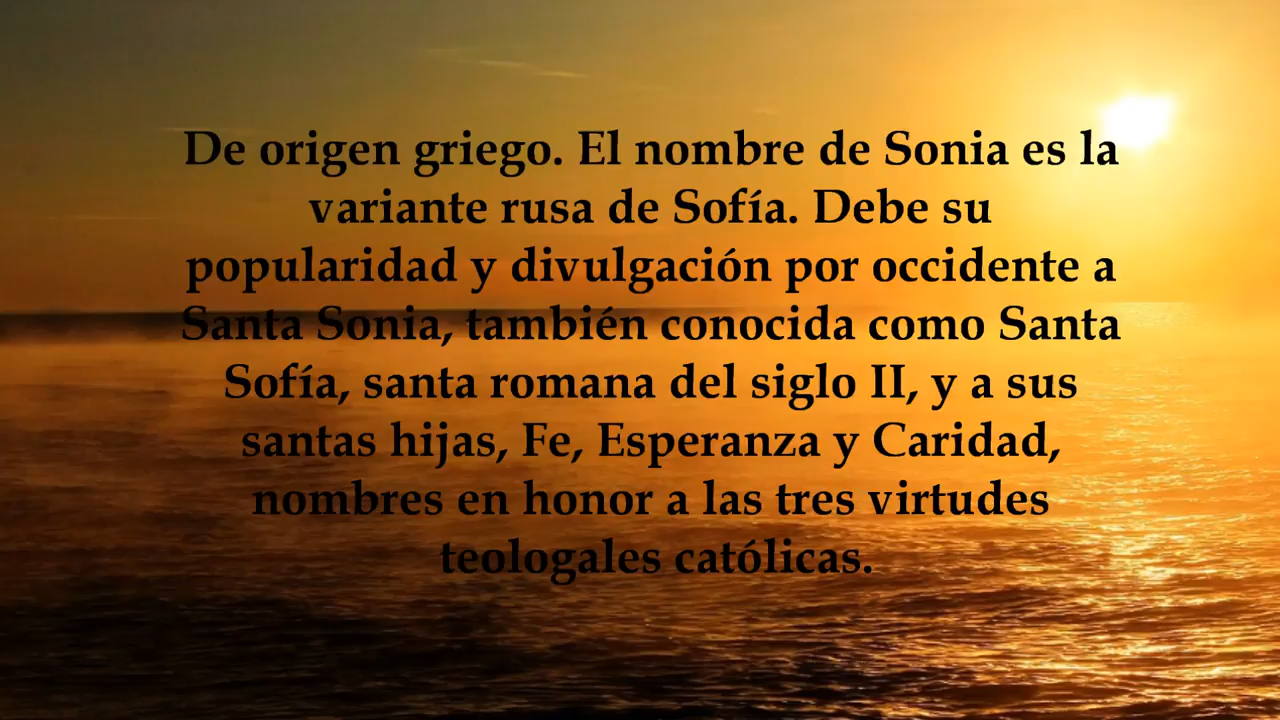 De origen griego. El nombre de Sonia es la
variante rusa de Sofía. Debe su
popularidad y divulgación por occidente a
Santa Sonia, también conocida como Santa
Sofía, santa romana del siglo II, y a sus
santas hijas, Fe, Esperanza y Caridad,
nombres en honor a las tres virtudes
teologales católicas.